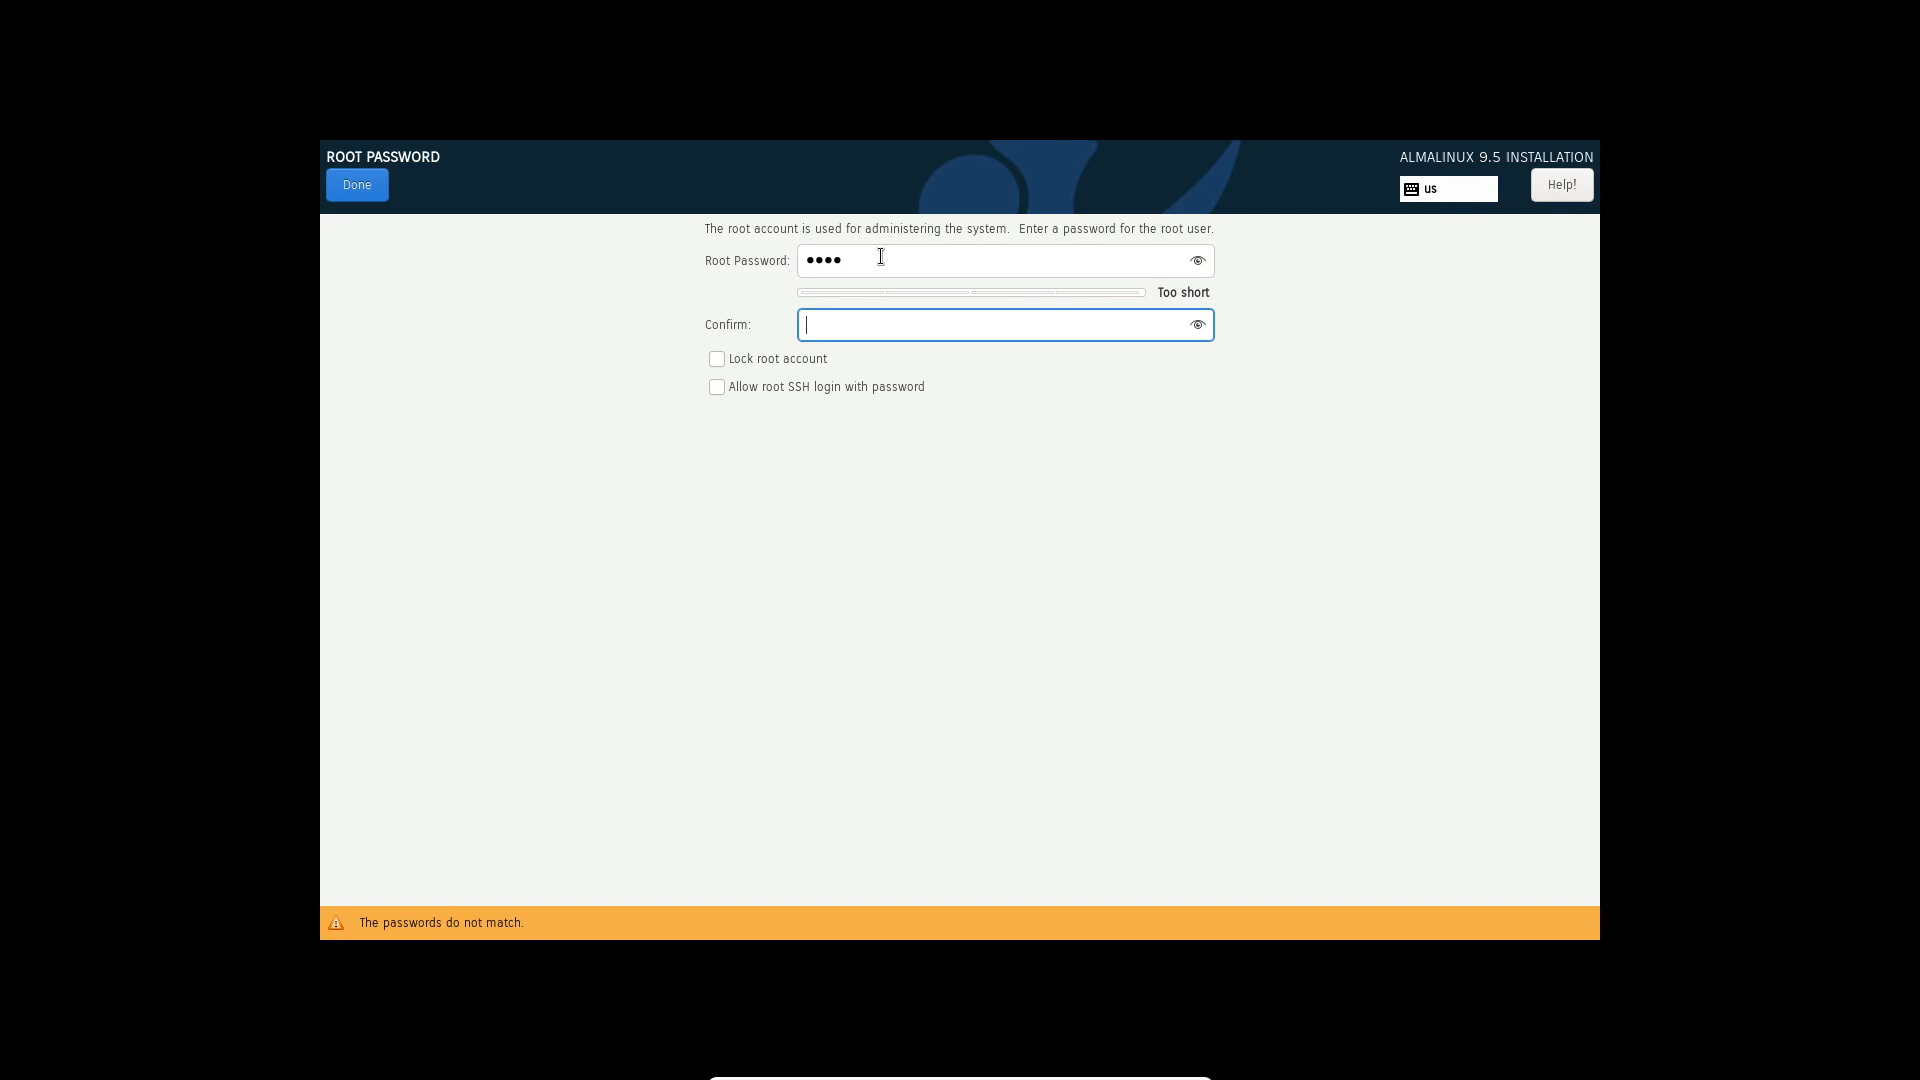 ROOT PASSWORD
ALMALINUX 9.5 INSTALLATION
Done
us
Help!
The root account is used for administering the system. Enter a password for the root user.
Root Password: ●●●●
Too short
Confirm:
Lock root account
Allow root SSH login with password
The passwords do not match.